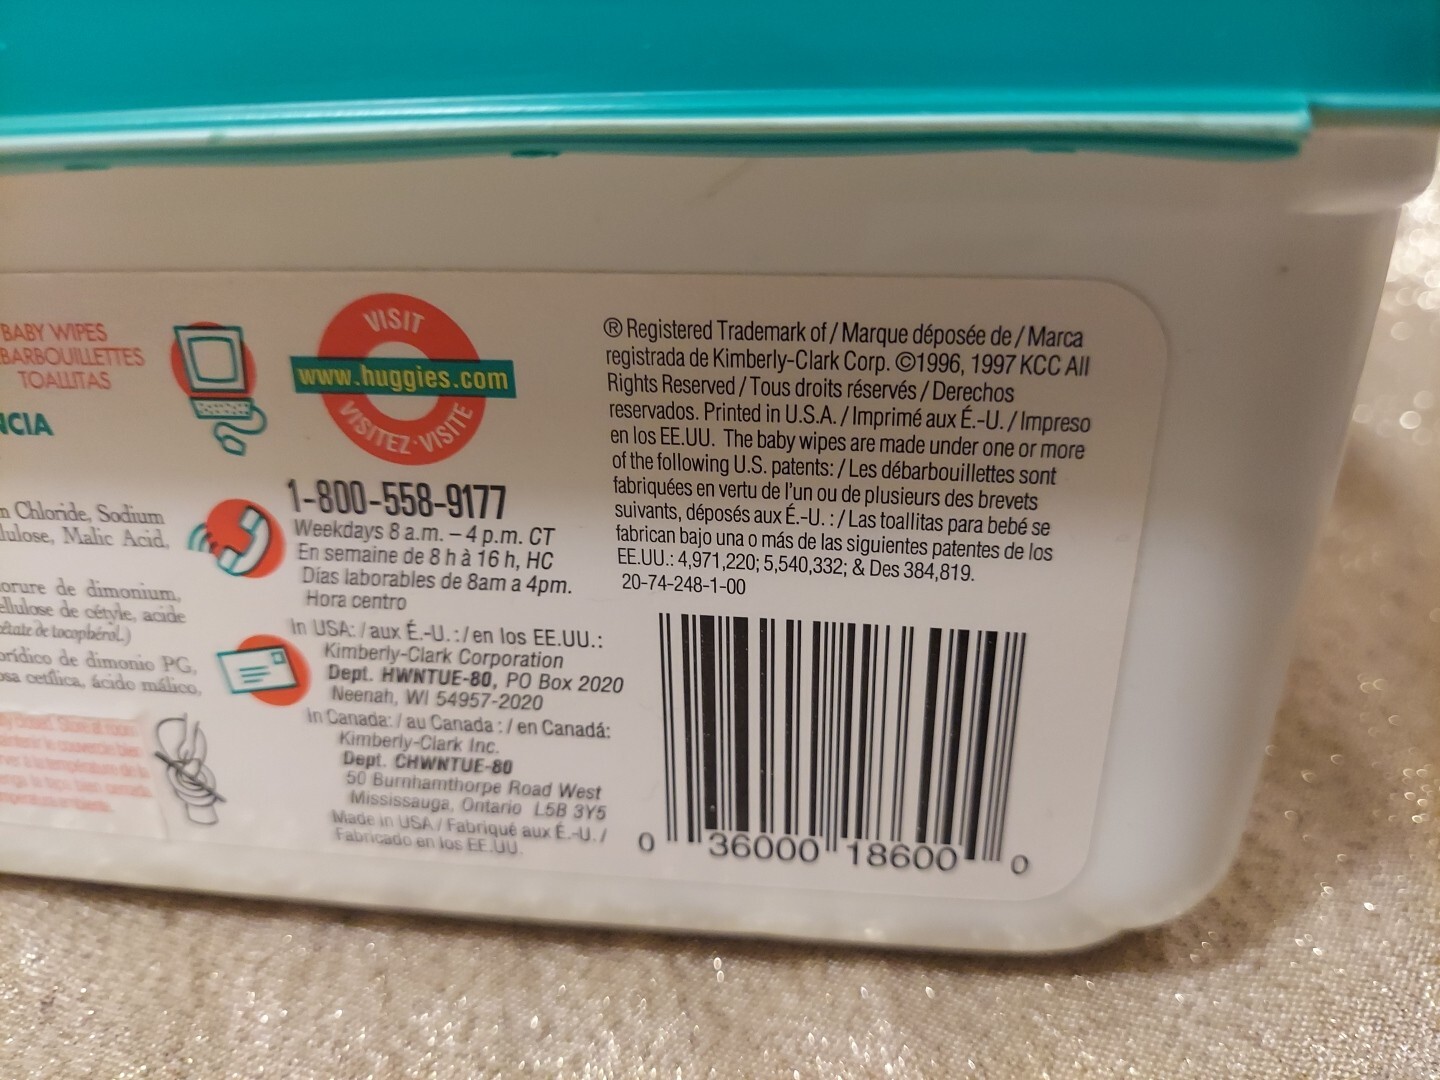 BABY WIPES
BARBOUILLETTES
TOALLITAS
NCIA
Chloride, Sodium
Malic Acid,
de dimonium,
de cétyle, acide
de tocophérol.)
de dimonio PG,
cetílica, ácido málico,
VISIT
www.huggies.com
VISITEZ · VISITE
1-800-558-9177
Weekdays 8 a.m. – 4 p.m. CT
En semaine de 8 h à 16 h, HC
Días laborables de 8am a 4pm.
Hora centro
In USA: / aux É.-U. : / en los EE.UU.:
Kimberly-Clark Corporation
Dept. HWNTUE-80, PO Box 2020
Neenah, WI 54957-2020
In Canada: / au Canada : / en Canadá:
Kimberly-Clark Inc.
Dept. CHWNTUE-80
50 Burnhamthorpe Road West
Mississauga, Ontario L5B 3Y5
Made in USA / Fabriqué aux É.-U. /
Fabricado en los EE.UU.
® Registered Trademark of / Marque déposée de / Marca
registrada de Kimberly-Clark Corp. ©1996, 1997 KCC All
Rights Reserved / Tous droits réservés / Derechos
reservados. Printed in U.S.A. / Imprimé aux É.-U. / Impreso
en los EE.UU. The baby wipes are made under one or more
of the following U.S. patents: / Les débarbouillettes sont
fabriquées en vertu de l'un ou de plusieurs des brevets
suivants, déposés aux É.-U. : / Las toallitas para bebé se
fabrican bajo una o más de las siguientes patentes de los
EE.UU.: 4,971,220; 5,540,332; & Des 384,819.
20-74-248-1-00
0 36000 18600 0